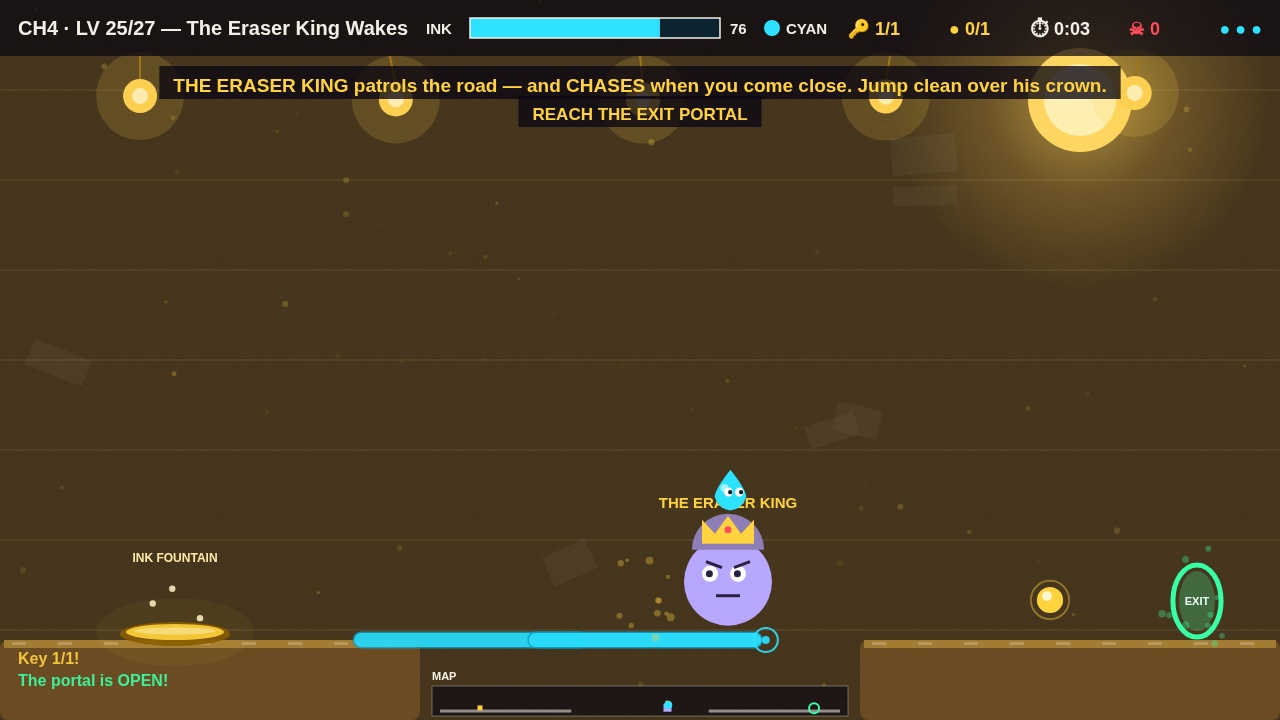 CH4 · LV 25/27 — The Eraser King Wakes INK 76 CYAN 🔑 1/1 ● 0/1 ⏱ 0:03 ☠ 0
THE ERASER KING patrols the road — and CHASES when you come close. Jump clean over his crown.
REACH THE EXIT PORTAL
THE ERASER KING
INK FOUNTAIN
EXIT
Key 1/1!
The portal is OPEN!
MAP